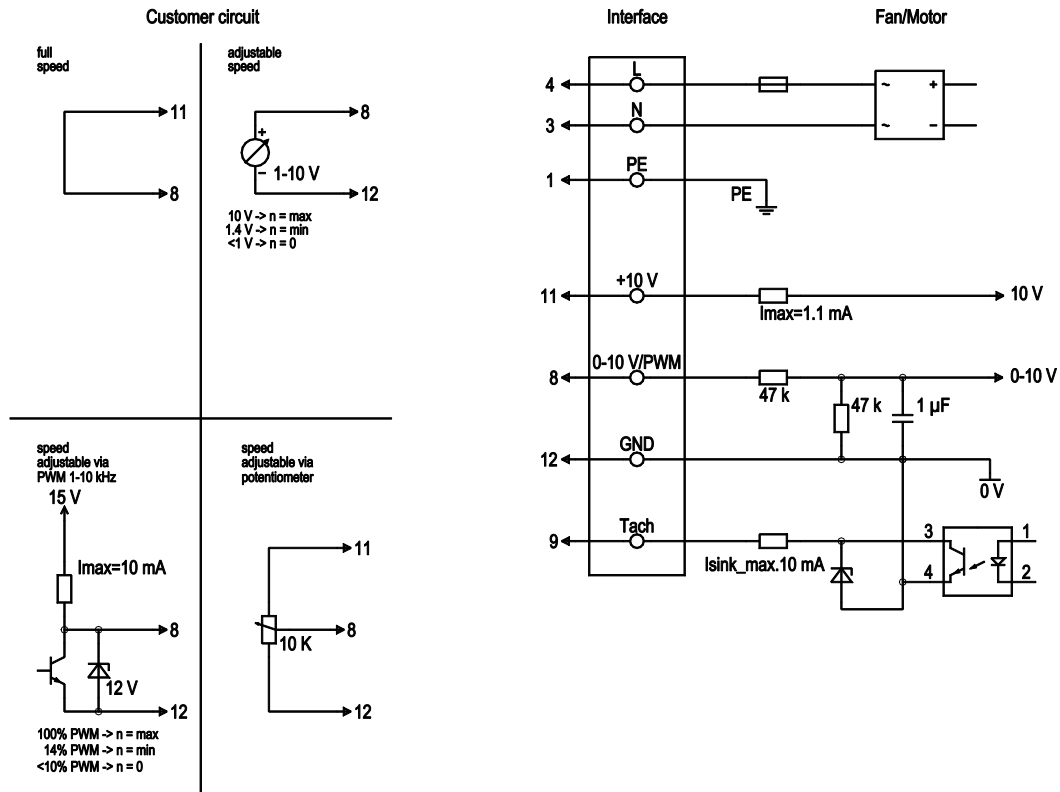 Customer circuit
Interface
Fan/Motor
full
speed
11
8
adjustable
speed
8
+
1-10 V
–
12
10 V -> n = max
1.4 V -> n = min
<1 V -> n = 0
speed
adjustable via
PWM 1-10 kHz
15 V
Imax=10 mA
8
12 V
12
100% PWM -> n = max
14% PWM -> n = min
<10% PWM -> n = 0
speed
adjustable via
potentiometer
11
8
10 K
12
4 L ~ +
3 N ~ –
1 PE
PE
11 +10 V 10 V
Imax=1.1 mA
8 0-10 V/PWM 0-10 V
47 k
47 k
1 µF
12 GND
0 V
9 Tach 3 1
Isink_max.10 mA
4 2